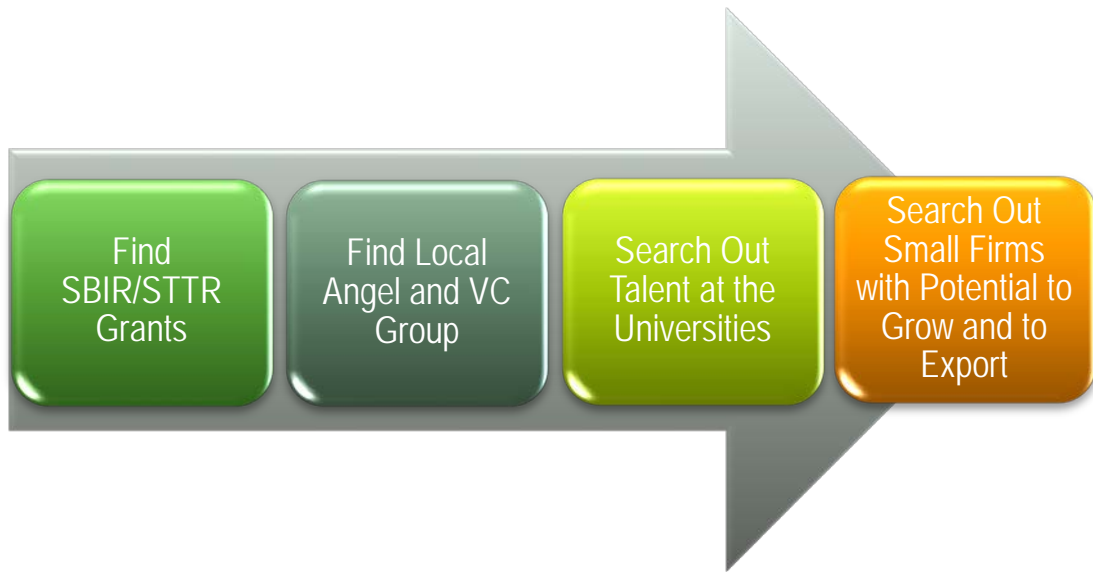 Find
SBIR/STTR
Grants
Find Local
Angel and VC
Group
Search Out
Talent at the
Universities
Search Out
Small Firms
with Potential to
Grow and to
Export